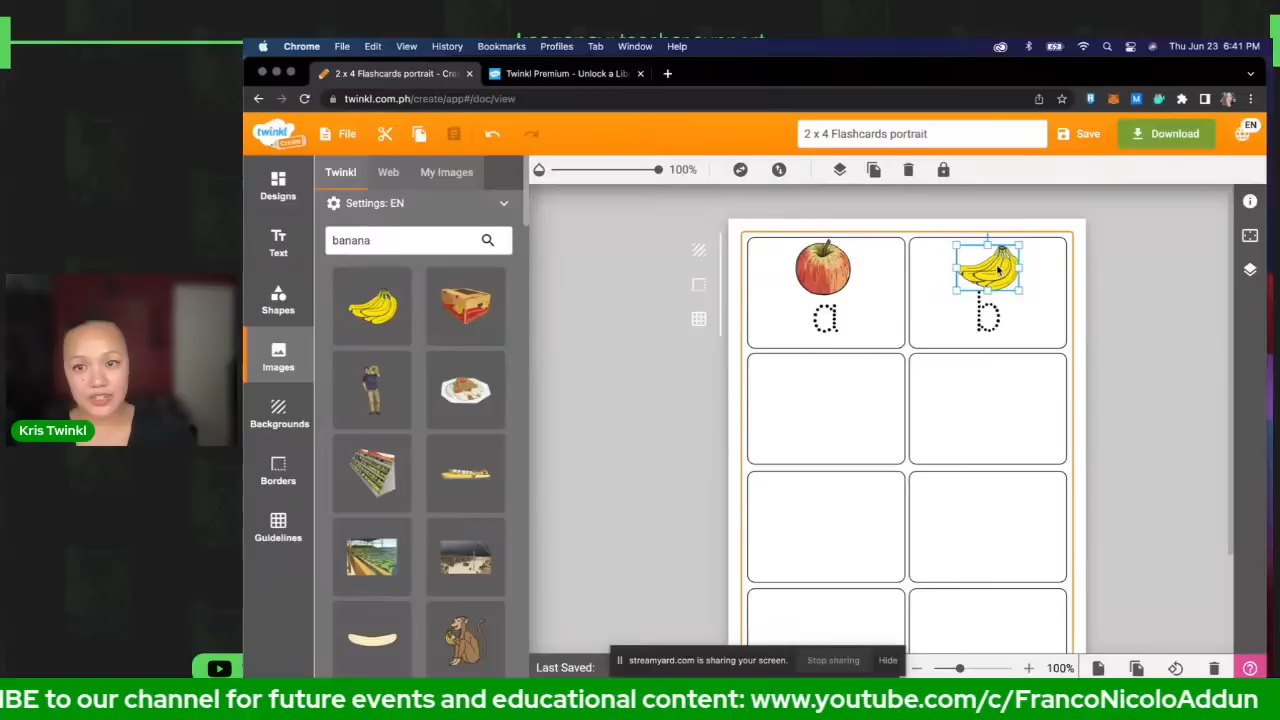 Chrome File Edit View History Bookmarks Profiles Tab Window Help Thu Jun 23 6:41 PM
2 x 4 Flashcards portrait - Cre Twinkl Premium - Unlock a Lib
twinkl.com.ph/create/app#/doc/view
twinkl Create File 2 x 4 Flashcards portrait Save Download EN
Designs
Text
Shapes
Images
Backgrounds
Borders
Guidelines
Twinkl Web My Images
Settings: EN
banana
100%
a b
Kris Twinkl
Last Saved:
streamyard.com is sharing your screen. Stop sharing Hide
100%
IBE to our channel for future events and educational content: www.youtube.com/c/FrancoNicoloAddun